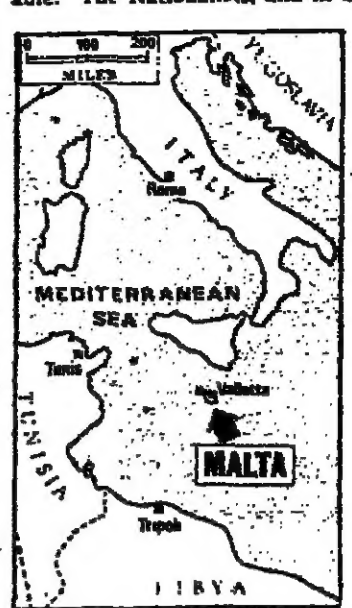 0 100 200
MILES
YUGOSLAVIA
ITALY
Rome
MEDITERRANEAN
SEA
Tunis
Valletta
TUNISIA
MALTA
Tripoli
LIBYA